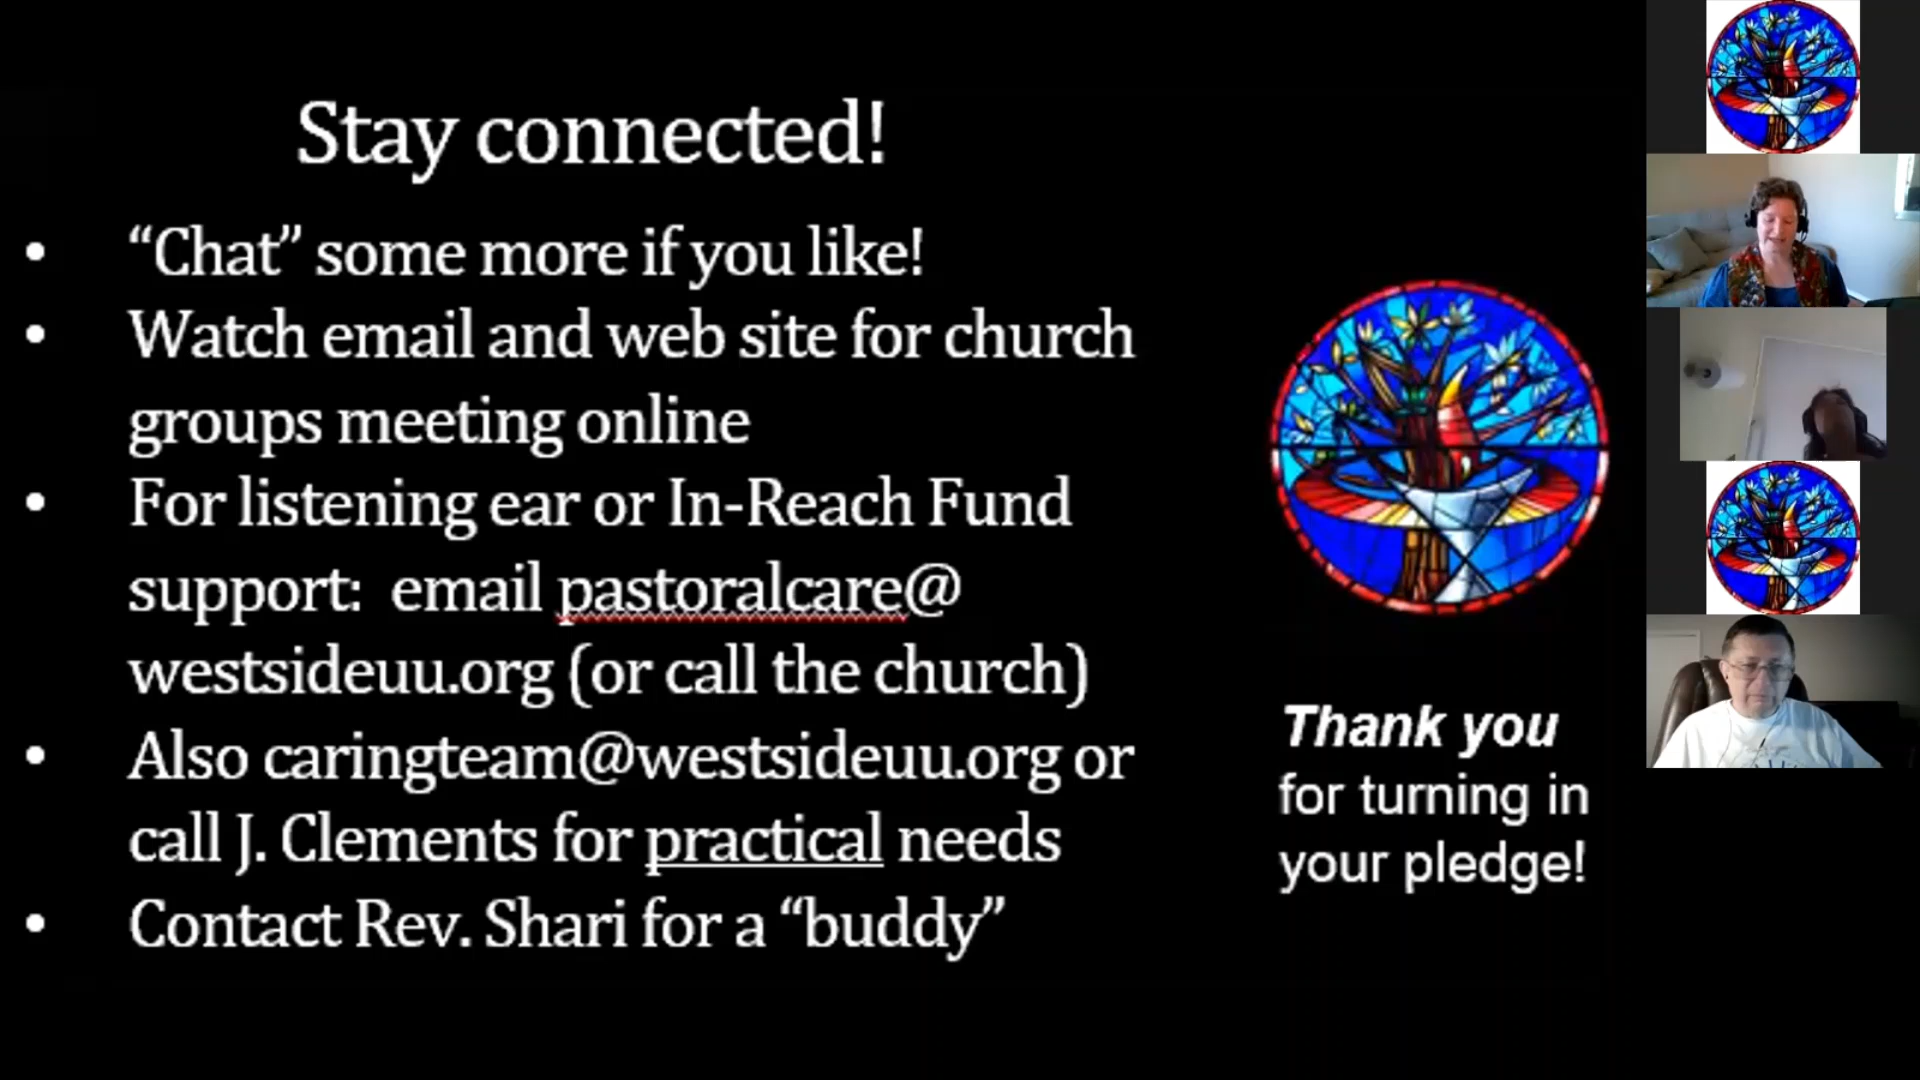 Stay connected!
• “Chat” some more if you like!
• Watch email and web site for church
groups meeting online
• For listening ear or In-Reach Fund
support:  email pastoralcare@
westsideuu.org (or call the church)
• Also caringteam@westsideuu.org or
call J. Clements for practical needs
• Contact Rev. Shari for a “buddy”
Thank you
for turning in
your pledge!